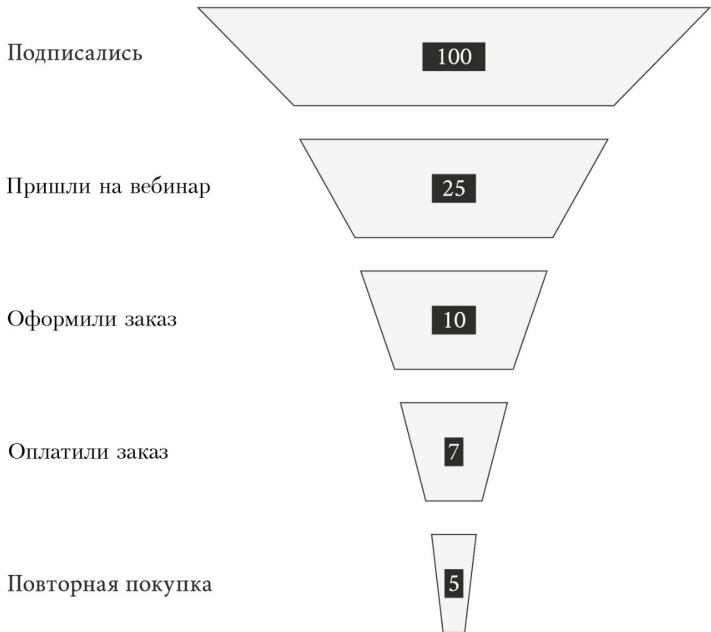 Подписались
100
Пришли на вебинар
25
Оформили заказ
10
Оплатили заказ
7
Повторная покупка
5